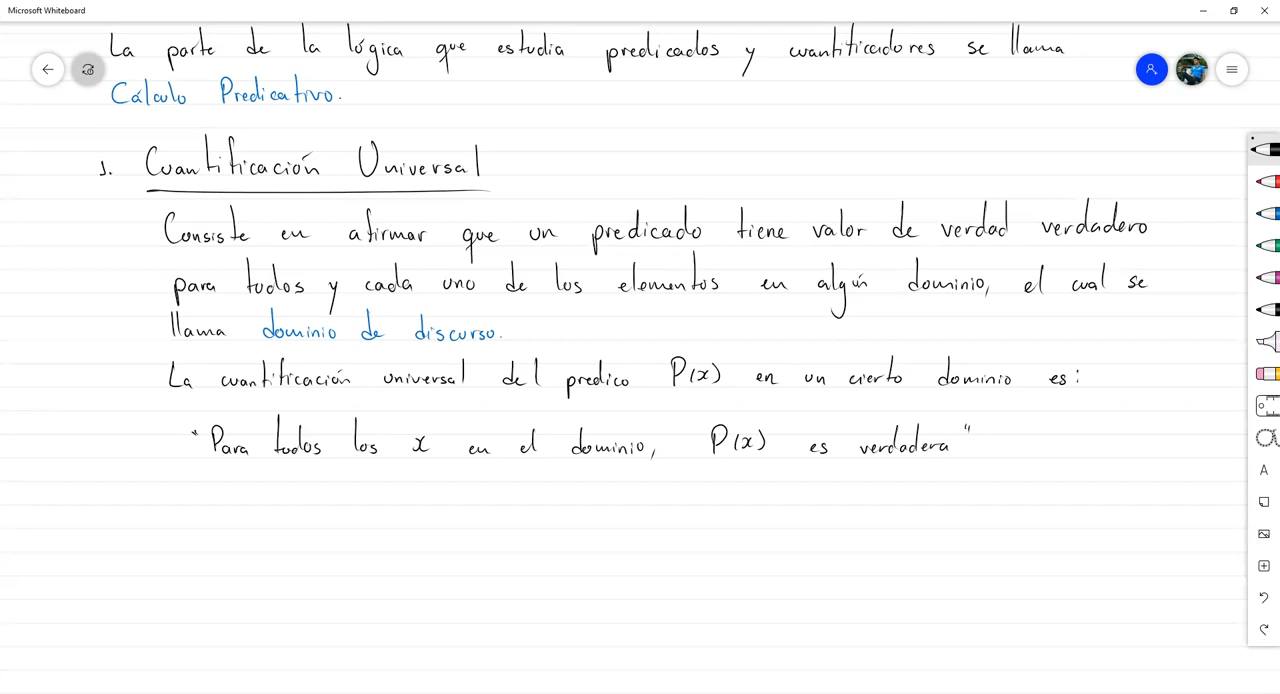 Microsoft Whiteboard
La parte de la lógica que estudia predicados y cuantificadores se llama
Cálculo Predicativo.
1. Cuantificación Universal
Consiste en afirmar que un predicado tiene valor de verdad verdadero
para todos y cada uno de los elementos en algún dominio, el cual se
llama dominio de discurso.
La cuantificación universal del predico P(x) en un cierto dominio es:
"Para todos los x en el dominio, P(x) es verdadera"
A